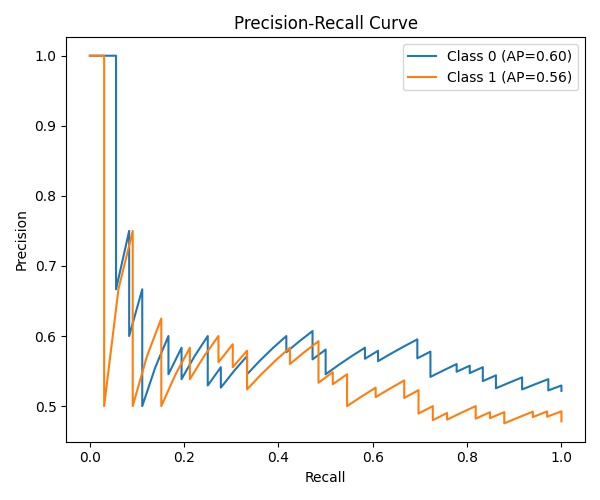 Precision-Recall Curve
Class 0 (AP=0.60)
Class 1 (AP=0.56)
Precision
1.0
0.9
0.8
0.7
0.6
0.5
0.0 0.2 0.4 0.6 0.8 1.0
Recall